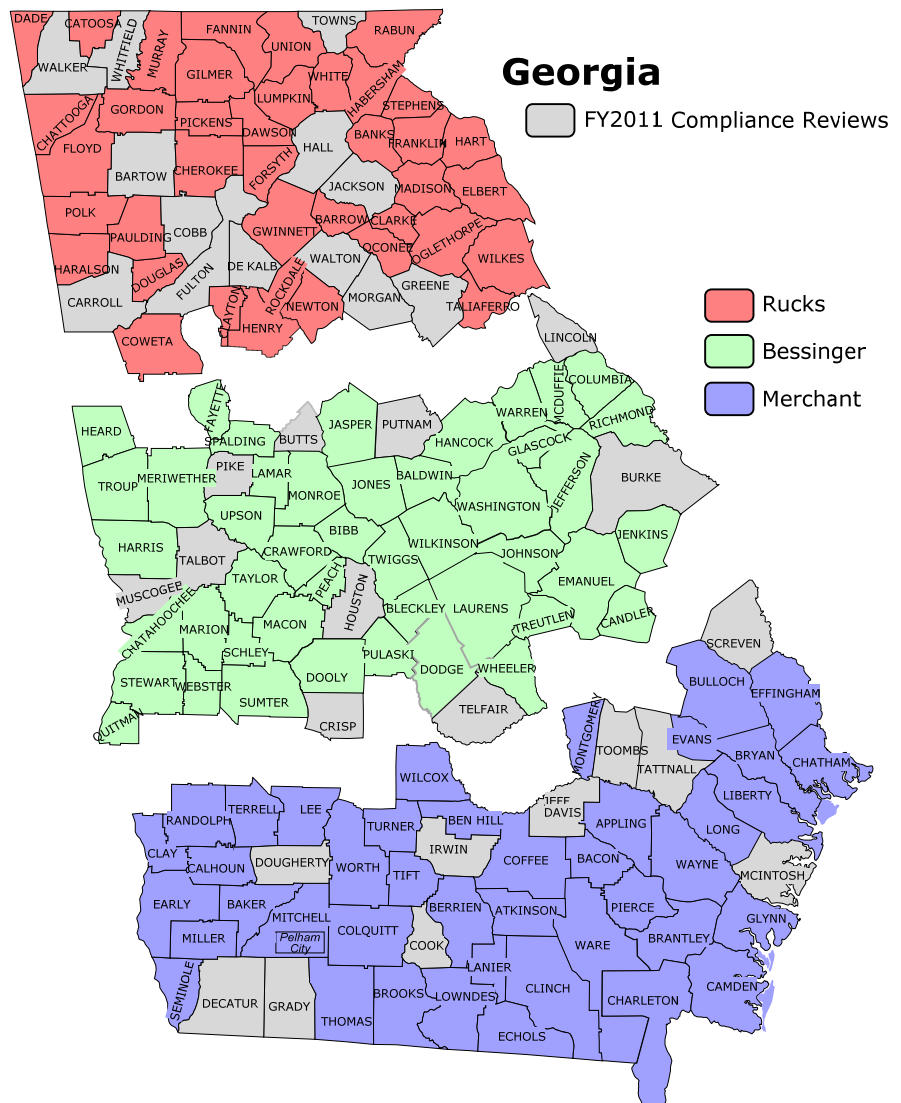 Georgia
FY2011 Compliance Reviews
Rucks
Bessinger
Merchant
DADE
CATOOSA
WALKER
WHITFIELD
MURRAY
FANNIN
UNION
TOWNS
RABUN
GILMER
WHITE
HABERSHAM
LUMPKIN
STEPHENS
CHATTOOGA
GORDON
PICKENS
DAWSON
HALL
BANKS
FRANKLIN
HART
FLOYD
BARTOW
CHEROKEE
FORSYTH
JACKSON
MADISON
ELBERT
POLK
PAULDING
COBB
GWINNETT
BARROW
CLARKE
OCONEE
OGLETHORPE
WILKES
HARALSON
DOUGLAS
FULTON
DE KALB
ROCKDALE
WALTON
MORGAN
GREENE
TALIAFERRO
CARROLL
CLAYTON
HENRY
NEWTON
COWETA
LINCOLN
FAYETTE
HEARD
SPALDING
BUTTS
JASPER
PUTNAM
HANCOCK
WARREN
MCDUFFIE
COLUMBIA
RICHMOND
GLASCOCK
TROUP
MERIWETHER
PIKE
LAMAR
MONROE
JONES
BALDWIN
WASHINGTON
JEFFERSON
BURKE
UPSON
BIBB
HARRIS
TALBOT
CRAWFORD
TWIGGS
WILKINSON
JOHNSON
JENKINS
MUSCOGEE
TAYLOR
PEACH
HOUSTON
BLECKLEY
LAURENS
EMANUEL
CHATAHOOCHEE
MARION
MACON
TREUTLEN
CANDLER
SCHLEY
PULASKI
DODGE
WHEELER
STEWART
WEBSTER
SUMTER
DOOLY
QUITMAN
CRISP
TELFAIR
SCREVEN
BULLOCH
EFFINGHAM
MONTGOMERY
TOOMBS
TATTNALL
EVANS
BRYAN
CHATHAM
WILCOX
LIBERTY
RANDOLPH
TERRELL
LEE
TURNER
BEN HILL
JEFF
DAVIS
APPLING
LONG
CLAY
CALHOUN
DOUGHERTY
WORTH
TIFT
IRWIN
COFFEE
BACON
WAYNE
MCINTOSH
EARLY
BAKER
MITCHELL
BERRIEN
ATKINSON
PIERCE
GLYNN
MILLER
Pelham
City
COLQUITT
COOK
WARE
BRANTLEY
SEMINOLE
DECATUR
GRADY
THOMAS
BROOKS
LANIER
LOWNDES
CLINCH
ECHOLS
CHARLETON
CAMDEN